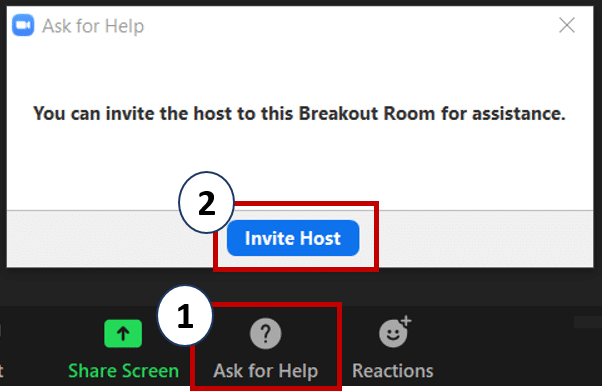 Ask for Help
You can invite the host to this Breakout Room for assistance.
2
Invite Host
1
Share Screen
Ask for Help
Reactions